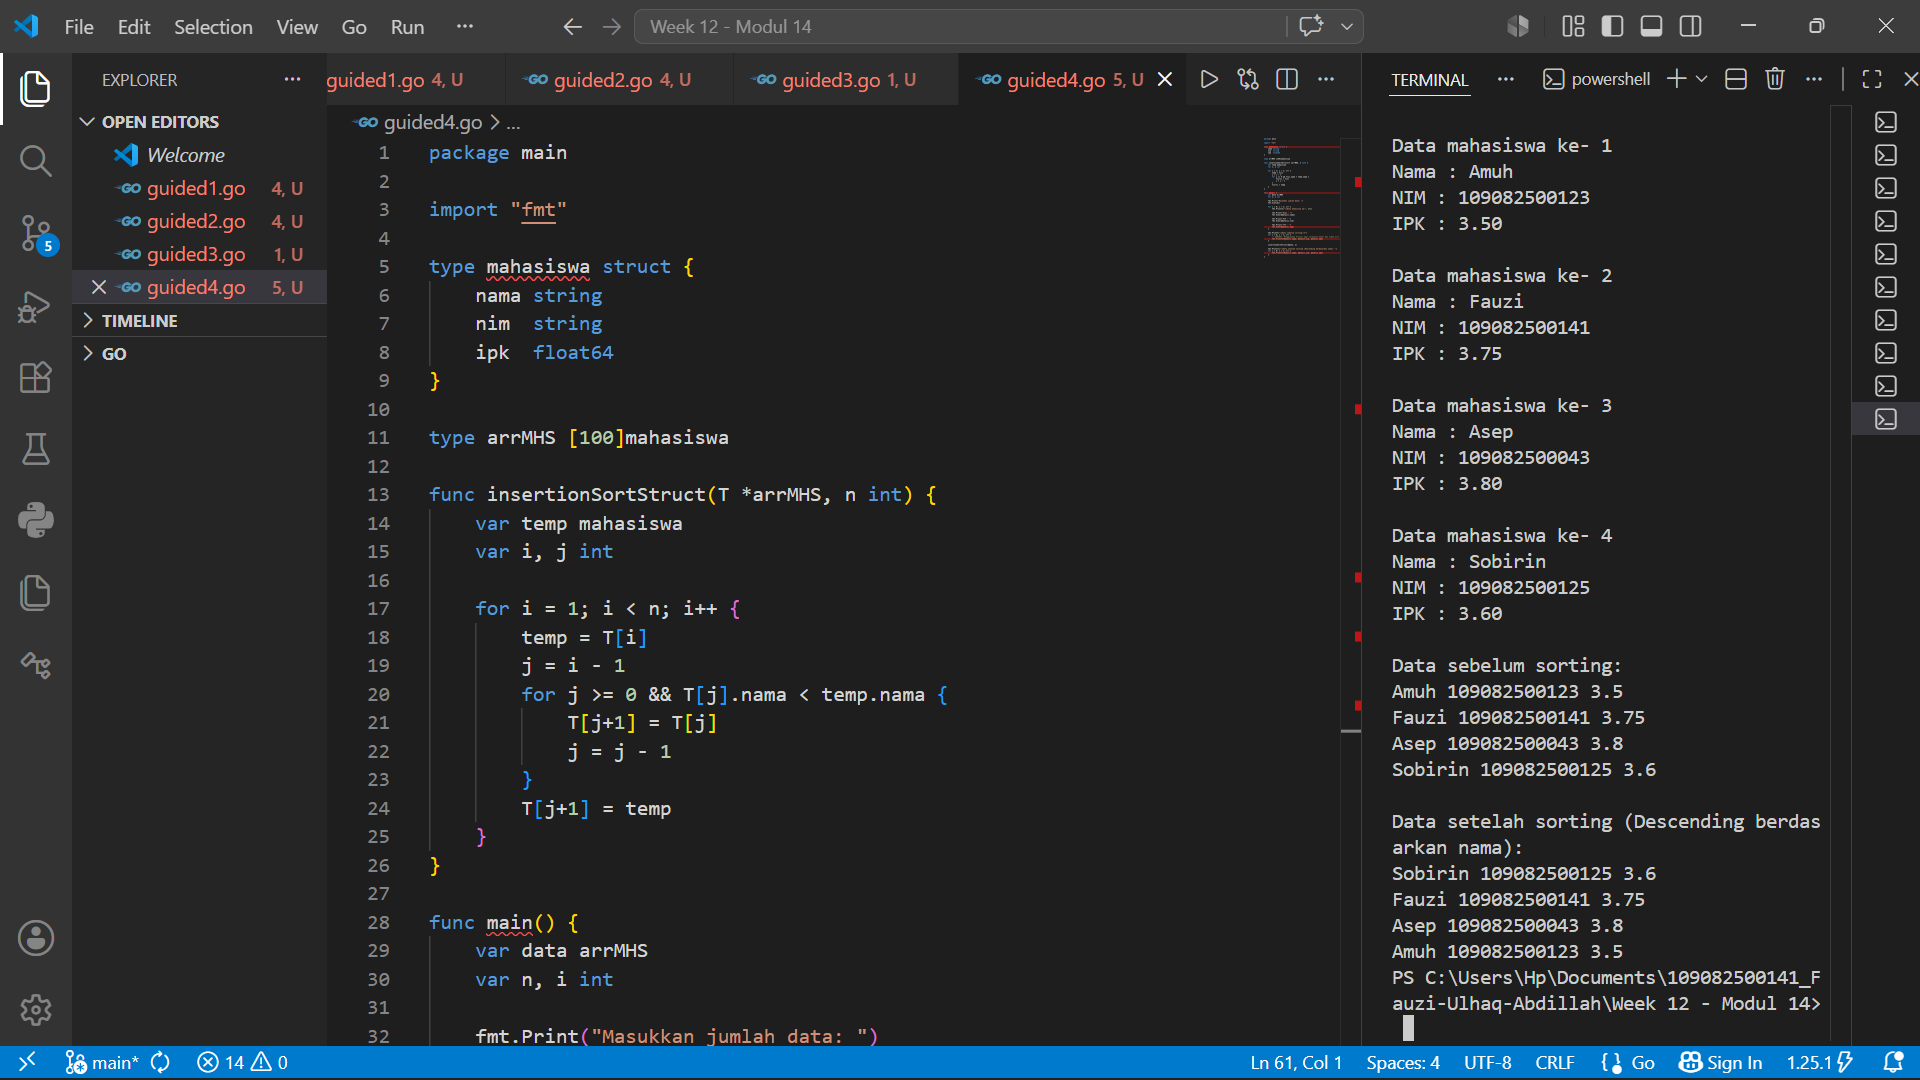 File Edit Selection View Go Run ...
Week 12 - Modul 14
EXPLORER
OPEN EDITORS
Welcome
guided1.go 4, U
guided2.go 4, U
guided3.go 1, U
guided4.go 5, U
TIMELINE
GO
guided1.go 4, U
guided2.go 4, U
guided3.go 1, U
guided4.go 5, U
guided4.go > ...
1 package main
2
3 import "fmt"
4
5 type mahasiswa struct {
6 nama string
7 nim string
8 ipk float64
9 }
10
11 type arrMHS [100]mahasiswa
12
13 func insertionSortStruct(T *arrMHS, n int) {
14 var temp mahasiswa
15 var i, j int
16
17 for i = 1; i < n; i++ {
18 temp = T[i]
19 j = i - 1
20 for j >= 0 && T[j].nama < temp.nama {
21 T[j+1] = T[j]
22 j = j - 1
23 }
24 T[j+1] = temp
25 }
26 }
27
28 func main() {
29 var data arrMHS
30 var n, i int
31
32 fmt.Print("Masukkan jumlah data: ")
TERMINAL
powershell
Data mahasiswa ke- 1
Nama : Amuh
NIM : 109082500123
IPK : 3.50
Data mahasiswa ke- 2
Nama : Fauzi
NIM : 109082500141
IPK : 3.75
Data mahasiswa ke- 3
Nama : Asep
NIM : 109082500043
IPK : 3.80
Data mahasiswa ke- 4
Nama : Sobirin
NIM : 109082500125
IPK : 3.60
Data sebelum sorting:
Amuh 109082500123 3.5
Fauzi 109082500141 3.75
Asep 109082500043 3.8
Sobirin 109082500125 3.6
Data setelah sorting (Descending berdas
arkan nama):
Sobirin 109082500125 3.6
Fauzi 109082500141 3.75
Asep 109082500043 3.8
Amuh 109082500123 3.5
PS C:\Users\Hp\Documents\109082500141_F
auzi-Ulhaq-Abdillah\Week 12 - Modul 14>
5
main* 14 0
Ln 61, Col 1 Spaces: 4 UTF-8 CRLF Go Sign In 1.25.1